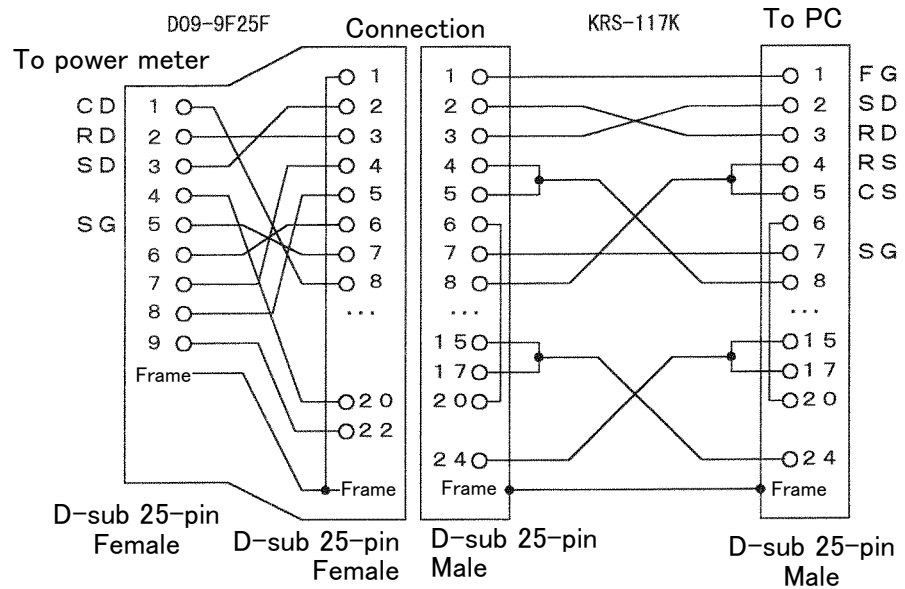 D09-9F25F
Connection
KRS-117K
To PC
To power meter
CD 1
RD 2
SD 3
4
SG 5
6
7
8
9
Frame
1
2
3
4
5
6
7
8
...
20
22
Frame
1
2
3
4
5
6
7
8
...
15
17
20
24
Frame
1 FG
2 SD
3 RD
4 RS
5 CS
6
7 SG
8
...
15
17
20
24
Frame
D-sub 25-pin
Female
D-sub 25-pin
Female
D-sub 25-pin
Male
D-sub 25-pin
Male